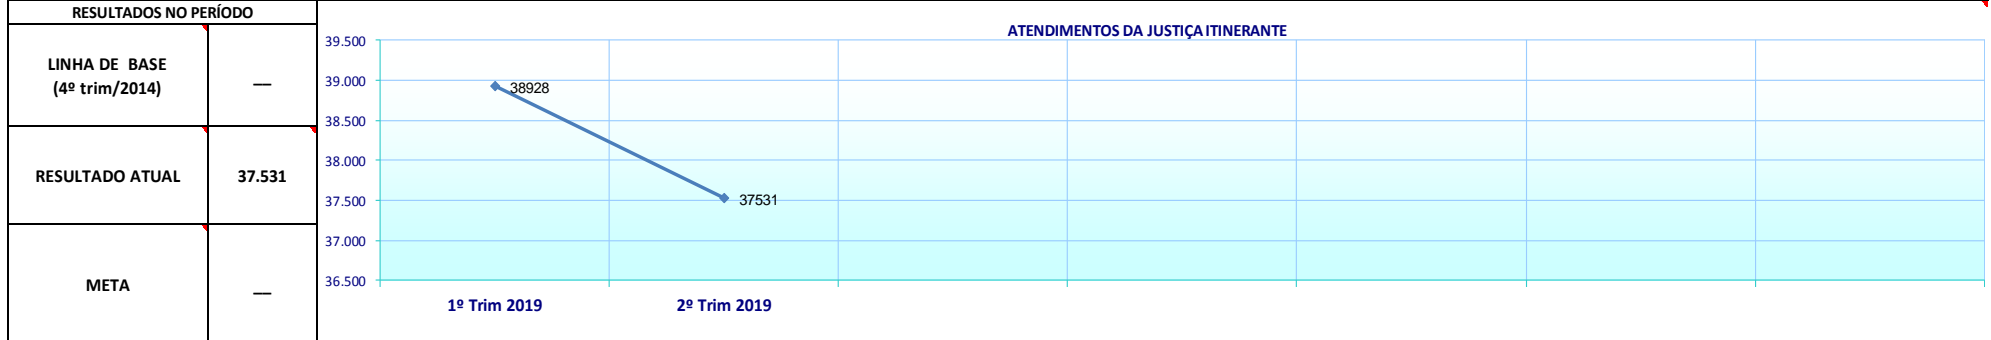 RESULTADOS NO PERÍODO
LINHA DE BASE
(4º trim/2014)
__
RESULTADO ATUAL
37.531
META
__
ATENDIMENTOS DA JUSTIÇA ITINERANTE
39.500
39.000
38.500
38.000
37.500
37.000
36.500
38928
37531
1º Trim 2019
2º Trim 2019